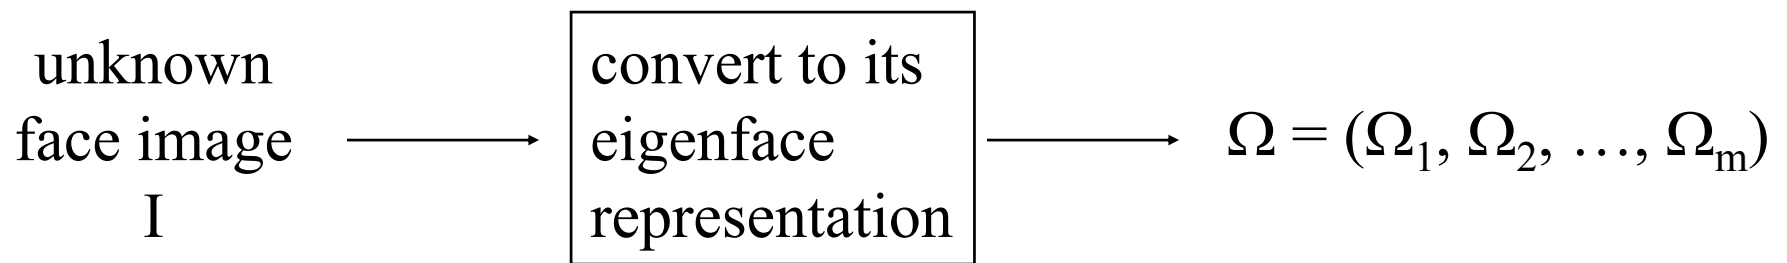 unknown
face image
I
convert to its
eigenface
representation
Ω = (Ω₁, Ω₂, …, Ωₘ)